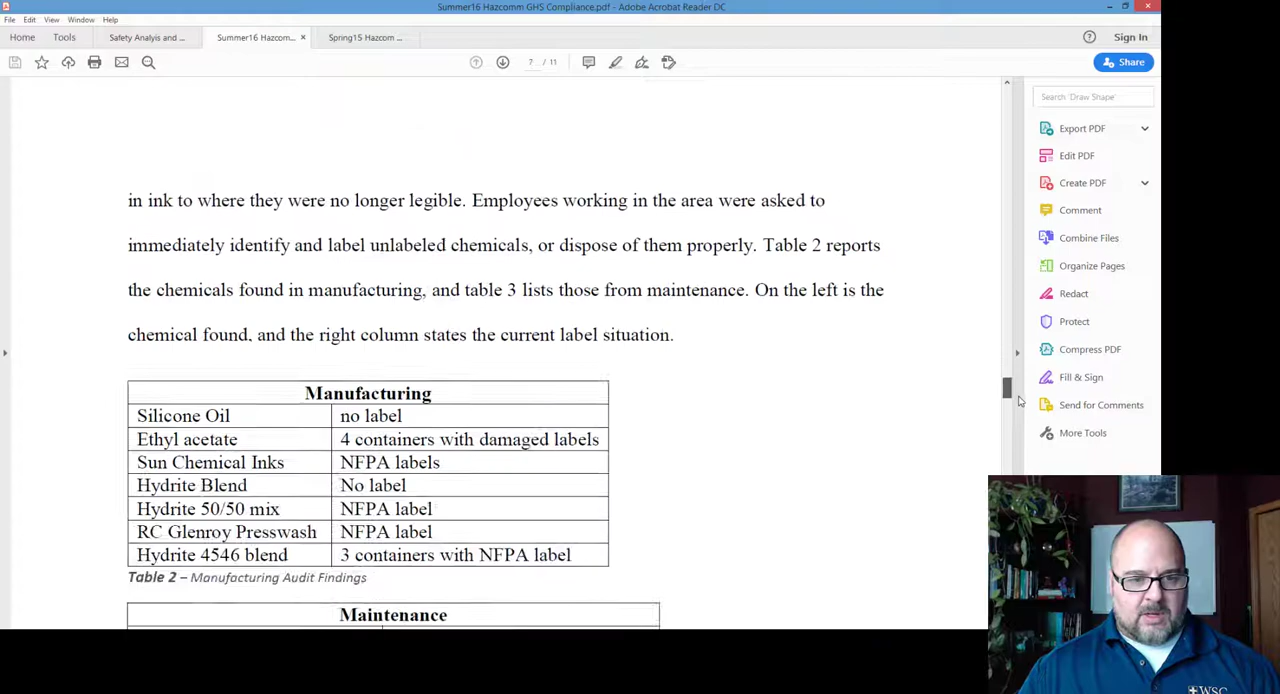 Summer16 Hazcomm GHS Compliance.pdf - Adobe Acrobat Reader DC
File Edit View Window Help
Home Tools Safety Analyis and ... Summer16 Hazcom... × Spring15 Hazcom ... Sign In
? / 11 Share
in ink to where they were no longer legible. Employees working in the area were asked to
immediately identify and label unlabeled chemicals, or dispose of them properly. Table 2 reports
the chemicals found in manufacturing, and table 3 lists those from maintenance. On the left is the
chemical found, and the right column states the current label situation.
Manufacturing
Silicone Oil no label
Ethyl acetate 4 containers with damaged labels
Sun Chemical Inks NFPA labels
Hydrite Blend No label
Hydrite 50/50 mix NFPA label
RC Glenroy Presswash NFPA label
Hydrite 4546 blend 3 containers with NFPA label
Table 2 – Manufacturing Audit Findings
Maintenance
Search 'Draw Shape'
Export PDF
Edit PDF
Create PDF
Comment
Combine Files
Organize Pages
Redact
Protect
Compress PDF
Fill & Sign
Send for Comments
More Tools
WSC